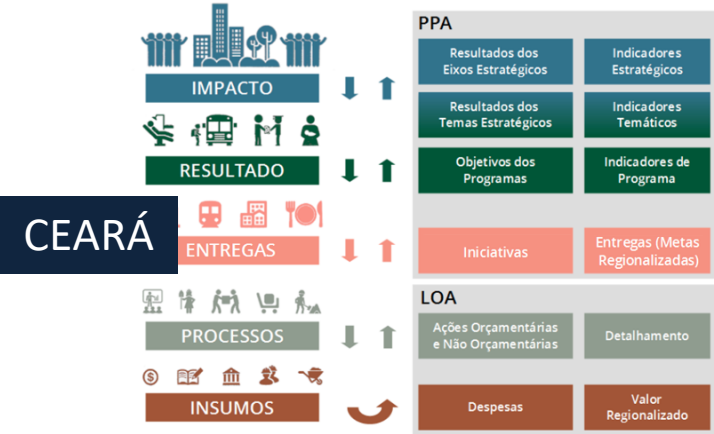 PPA
Resultados dos
Eixos Estratégicos
Indicadores
Estratégicos
IMPACTO
Resultados dos
Temas Estratégicos
Indicadores
Temáticos
RESULTADO
Objetivos dos
Programas
Indicadores de
Programa
CEARÁ
ENTREGAS
Iniciativas
Entregas (Metas
Regionalizadas)
LOA
PROCESSOS
Ações Orçamentárias
e Não Orçamentárias
Detalhamento
$
INSUMOS
Despesas
Valor
Regionalizado